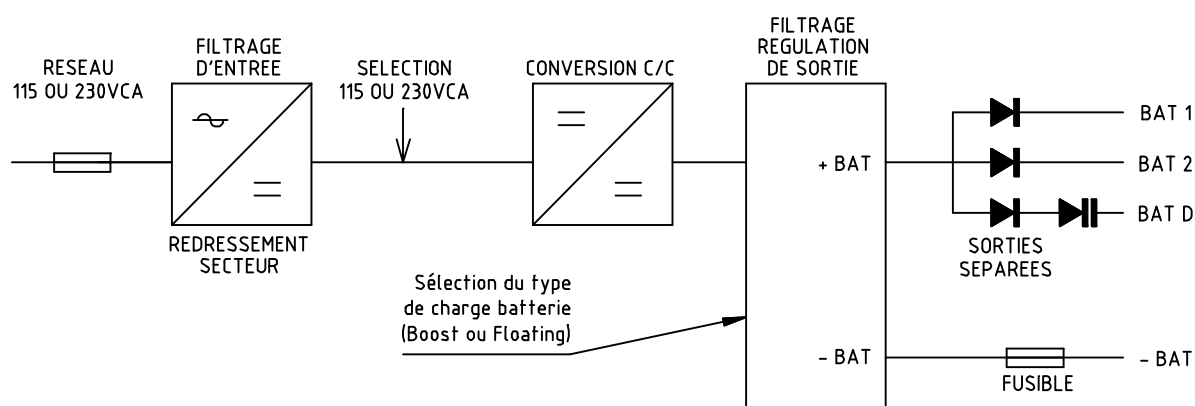 RESEAU
115 OU 230VCA
FILTRAGE
D'ENTREE
REDRESSEMENT
SECTEUR
SELECTION
115 OU 230VCA
CONVERSION C/C
FILTRAGE
REGULATION
DE SORTIE
+ BAT
- BAT
Sélection du type
de charge batterie
(Boost ou Floating)
BAT 1
BAT 2
BAT D
SORTIES
SEPAREES
FUSIBLE
- BAT